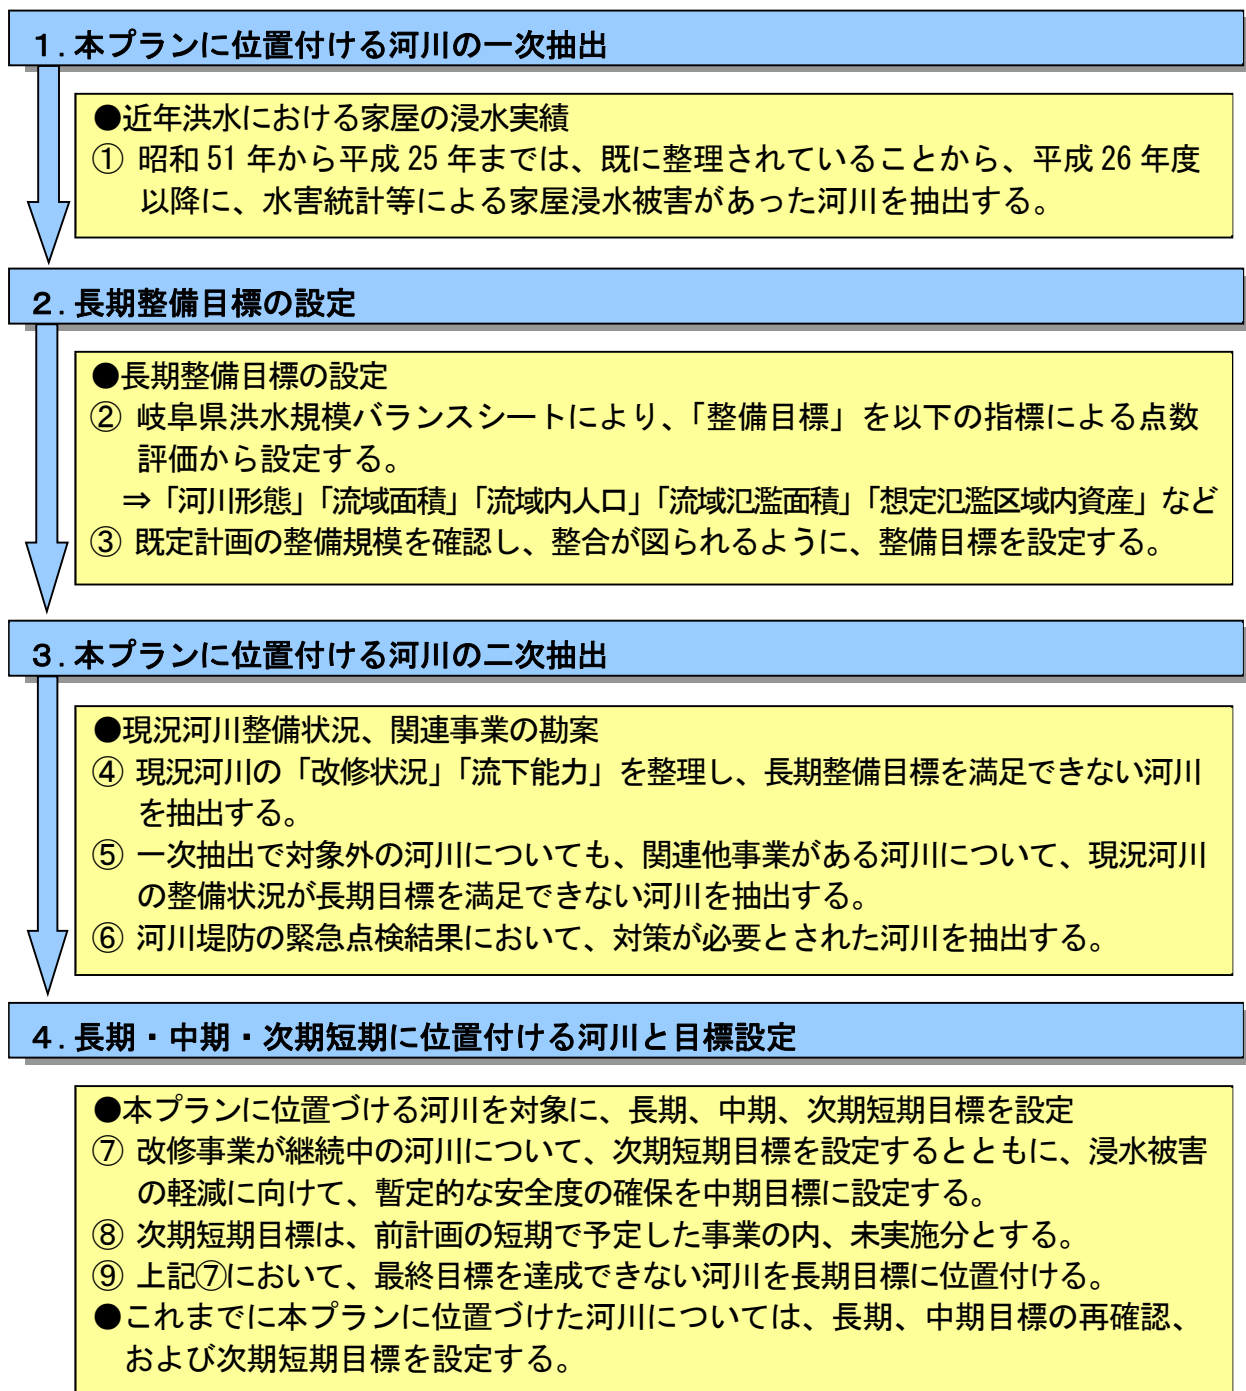 １.本プランに位置付ける河川の一次抽出
●近年洪水における家屋の浸水実績
① 昭和 51 年から平成 25 年までは、既に整理されていることから、平成 26 年度
以降に、水害統計等による家屋浸水被害があった河川を抽出する。
２.長期整備目標の設定
●長期整備目標の設定
② 岐阜県洪水規模バランスシートにより、「整備目標」を以下の指標による点数
評価から設定する。
⇒「河川形態」「流域面積」「流域内人口」「流域氾濫面積」「想定氾濫区域内資産」など
③ 既定計画の整備規模を確認し、整合が図られるように、整備目標を設定する。
３.本プランに位置付ける河川の二次抽出
●現況河川整備状況、関連事業の勘案
④ 現況河川の「改修状況」「流下能力」を整理し、長期整備目標を満足できない河川
を抽出する。
⑤ 一次抽出で対象外の河川についても、関連他事業がある河川について、現況河川
の整備状況が長期目標を満足できない河川を抽出する。
⑥ 河川堤防の緊急点検結果において、対策が必要とされた河川を抽出する。
４.長期・中期・次期短期に位置付ける河川と目標設定
●本プランに位置づける河川を対象に、長期、中期、次期短期目標を設定
⑦ 改修事業が継続中の河川について、次期短期目標を設定するとともに、浸水被害
の軽減に向けて、暫定的な安全度の確保を中期目標に設定する。
⑧ 次期短期目標は、前計画の短期で予定した事業の内、未実施分とする。
⑨ 上記⑦において、最終目標を達成できない河川を長期目標に位置付ける。
●これまでに本プランに位置づけた河川については、長期、中期目標の再確認、
および次期短期目標を設定する。